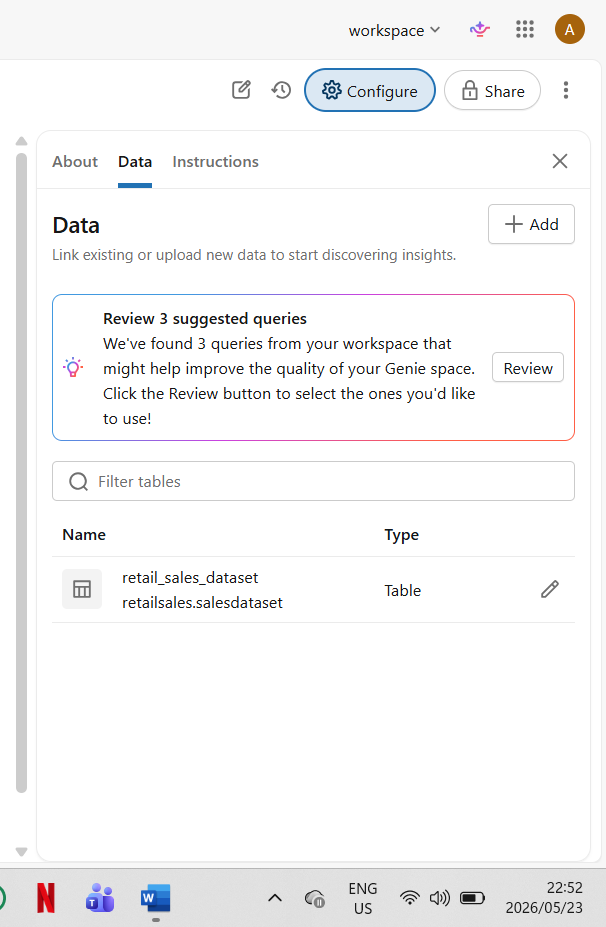 workspace
A
Configure
Share
About Data Instructions
Data
Add
Link existing or upload new data to start discovering insights.
Review 3 suggested queries
We've found 3 queries from your workspace that
might help improve the quality of your Genie space.
Click the Review button to select the ones you'd like
to use!
Review
Filter tables
Name Type
retail_sales_dataset
retailsales.salesdataset
Table
N
T
W
ENG
US
22:52
2026/05/23